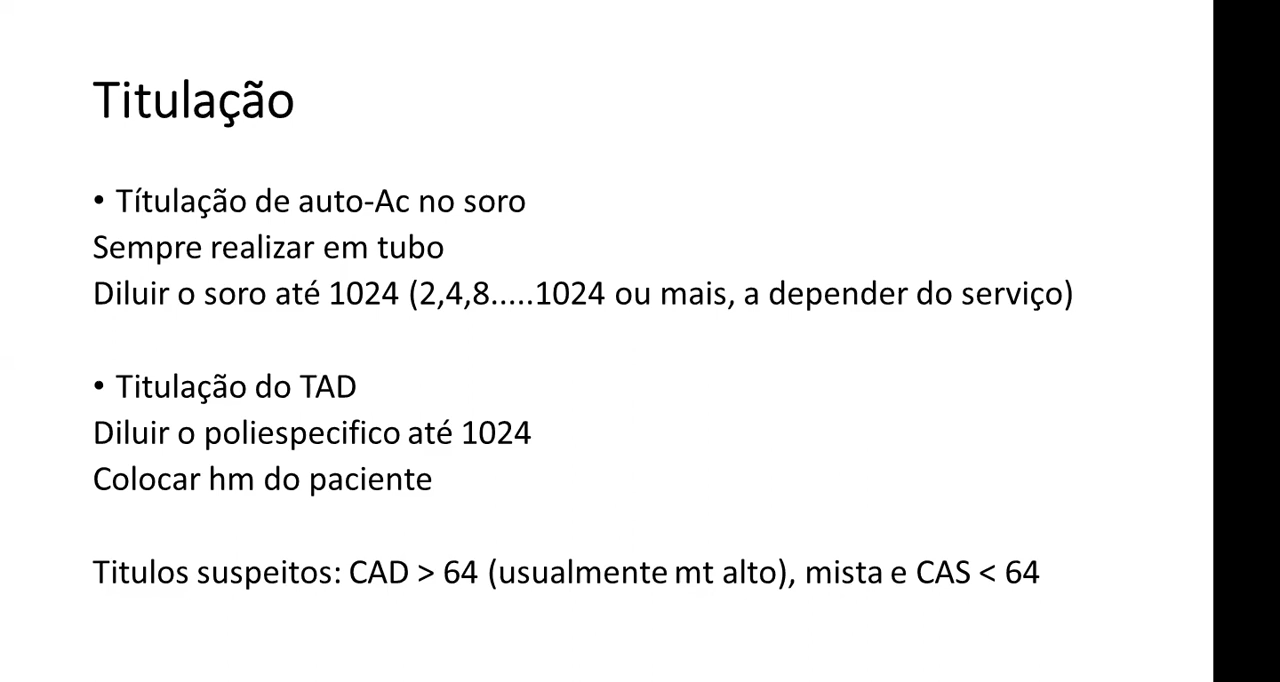 Titulação
• Títulação de auto-Ac no soro
Sempre realizar em tubo
Diluir o soro até 1024 (2,4,8.....1024 ou mais, a depender do serviço)
• Titulação do TAD
Diluir o poliespecifico até 1024
Colocar hm do paciente
Titulos suspeitos: CAD > 64 (usualmente mt alto), mista e CAS < 64